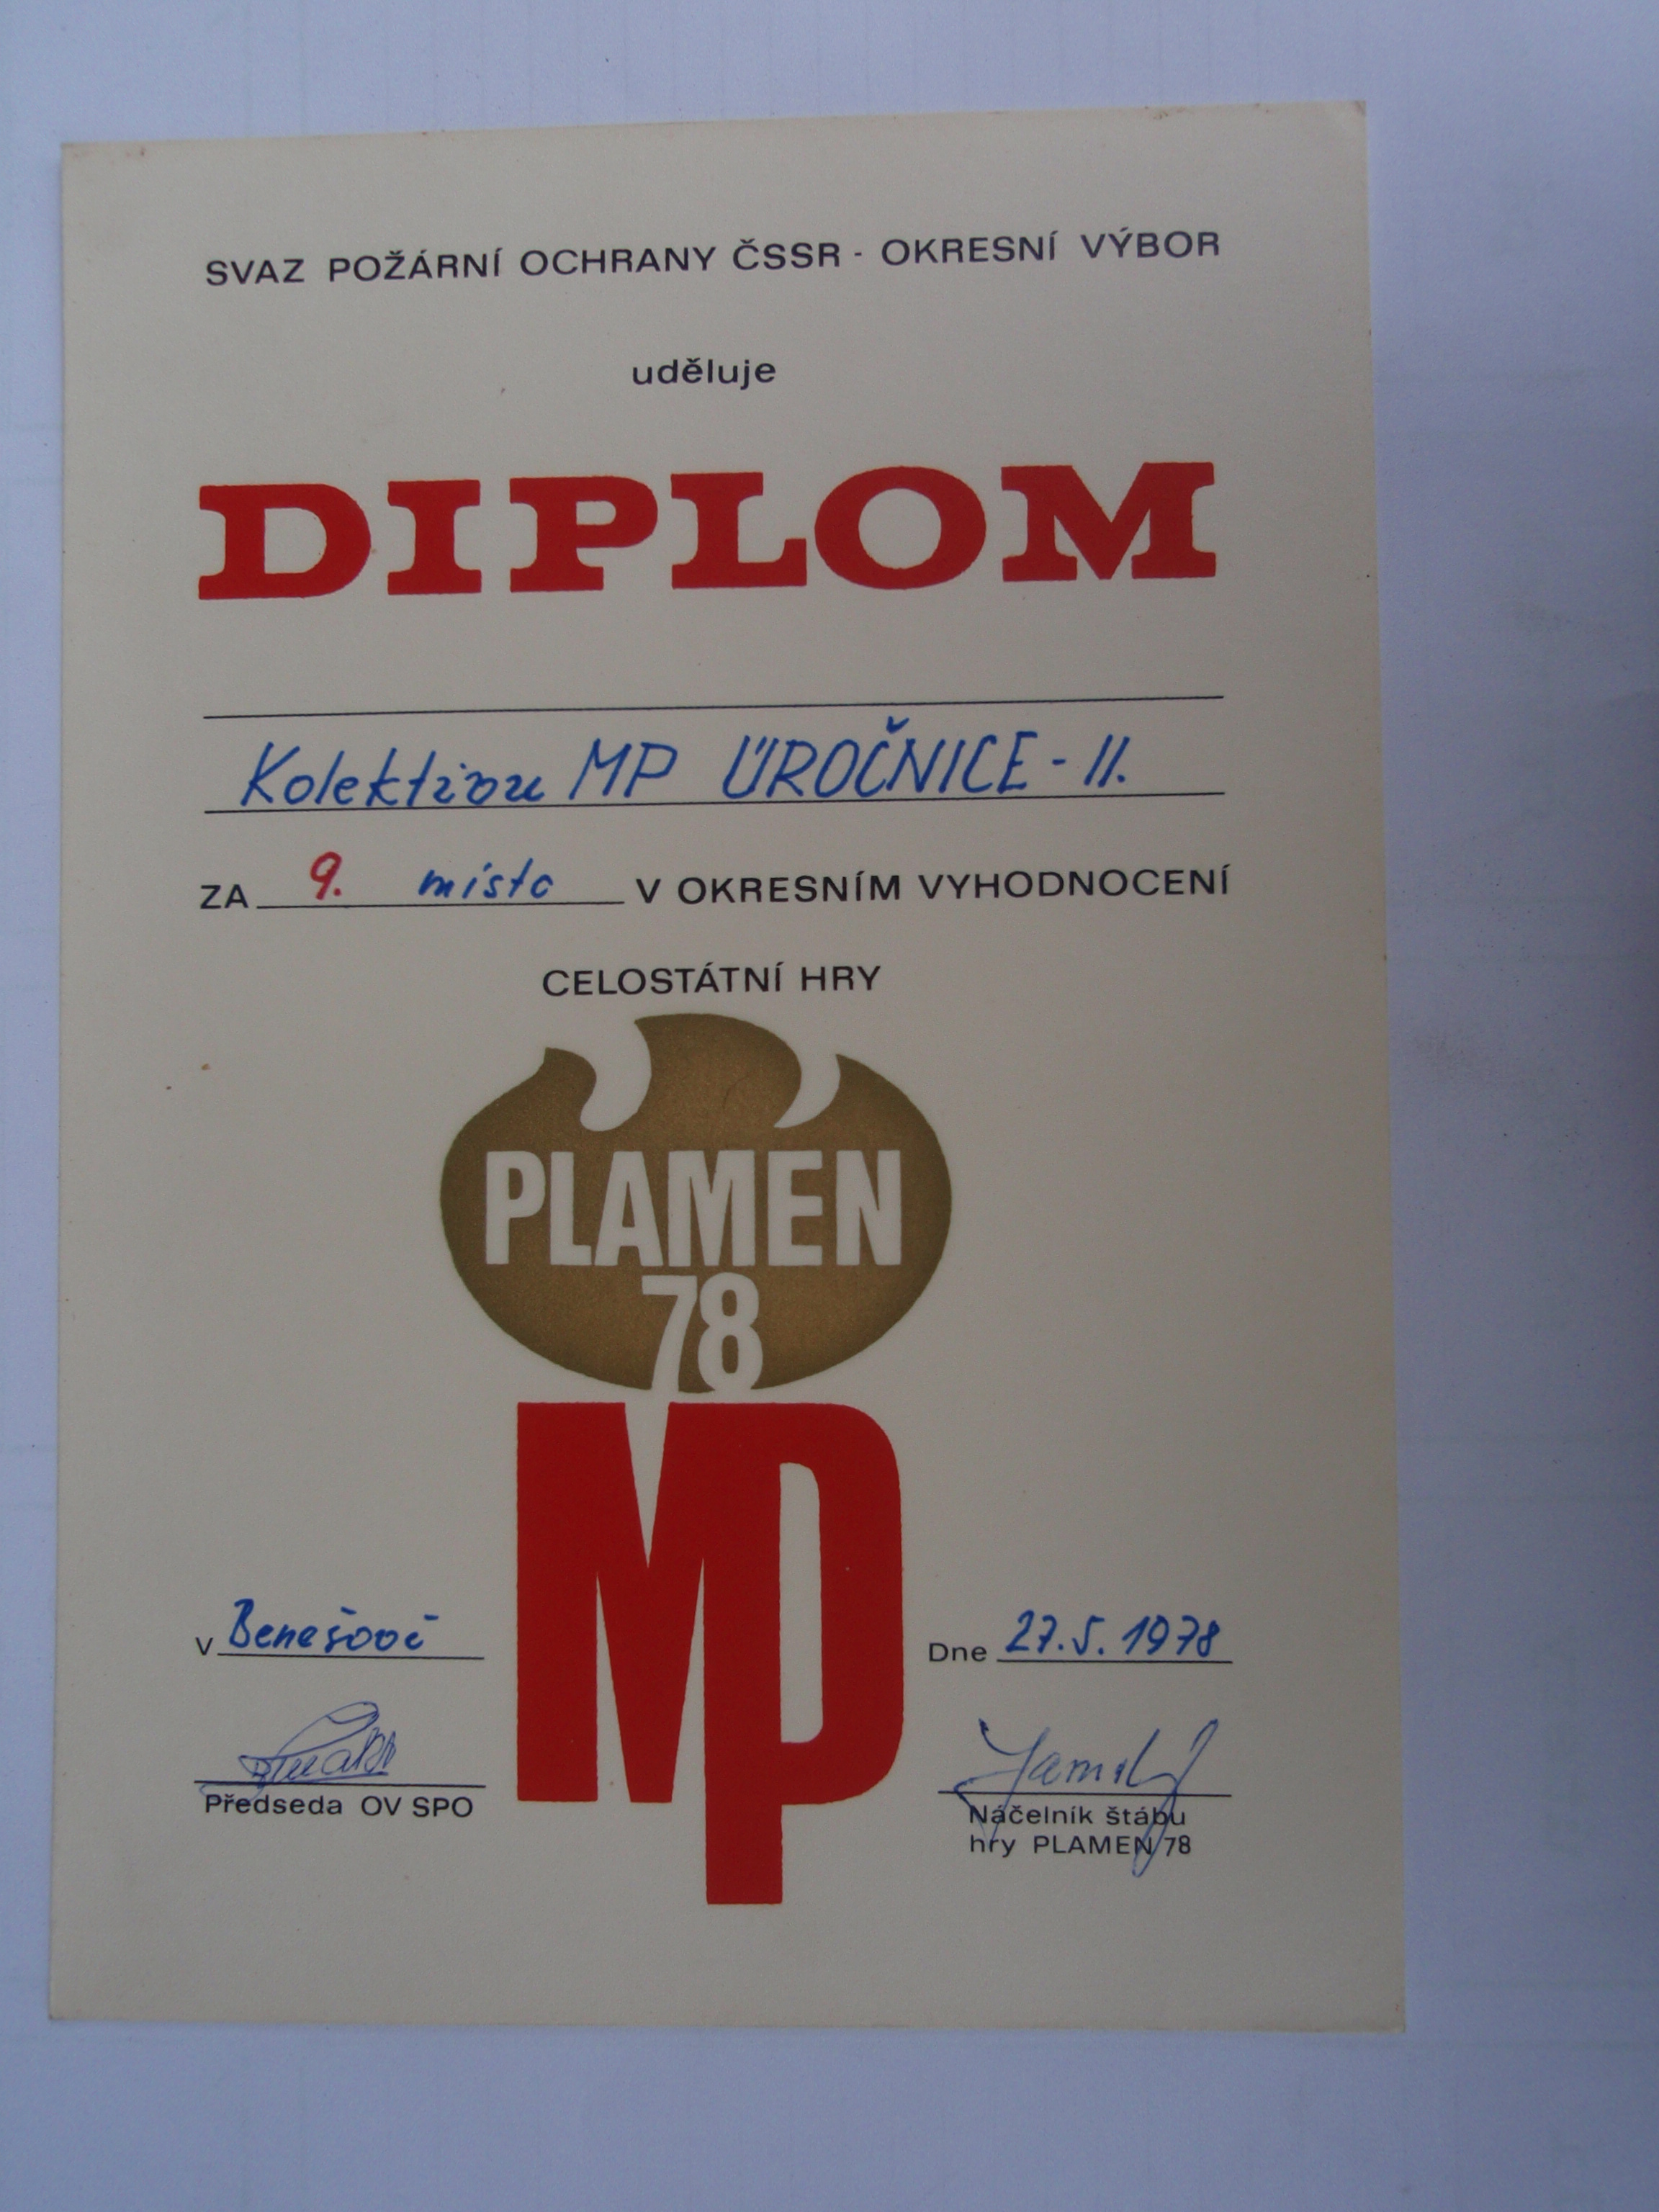 SVAZ POŽÁRNÍ OCHRANY ČSSR - OKRESNÍ VÝBOR
uděluje
DIPLOM
Kolektivu MP ÚROČNICE - II.
ZA 9. místo V OKRESNÍM VYHODNOCENÍ
CELOSTÁTNÍ HRY
PLAMEN
78
MP
V Benešově
Dne 27.5.1978
Předseda OV SPO
Náčelník štábu
hry PLAMEN 78